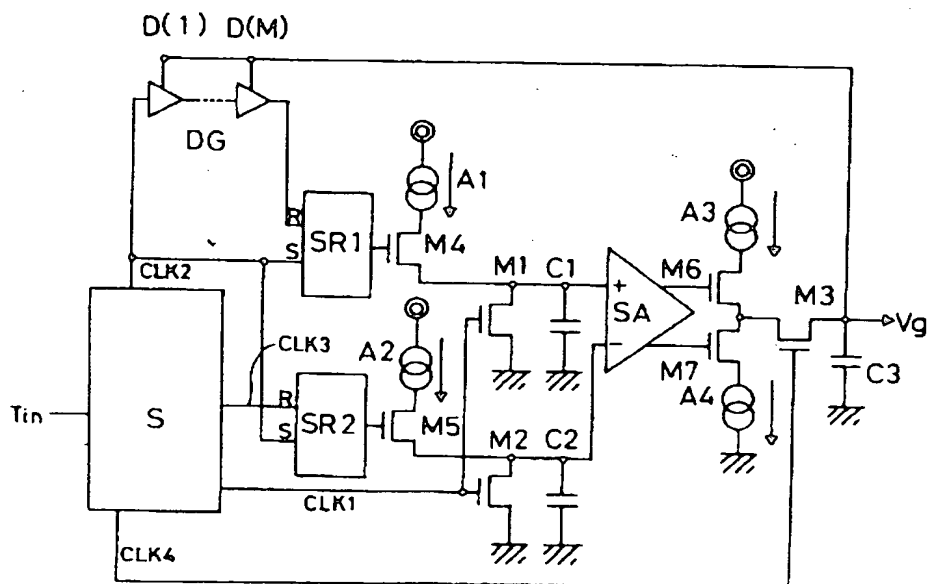 D(1) D(M)
DG
A1
A3
R
SR1
S
M4
M1
C1
M6
CLK2
+
SA
M3
Vg
CLK3
A2
−
M7
C3
A4
Tin
S
R
SR2
S
M5
M2
C2
CLK1
CLK4